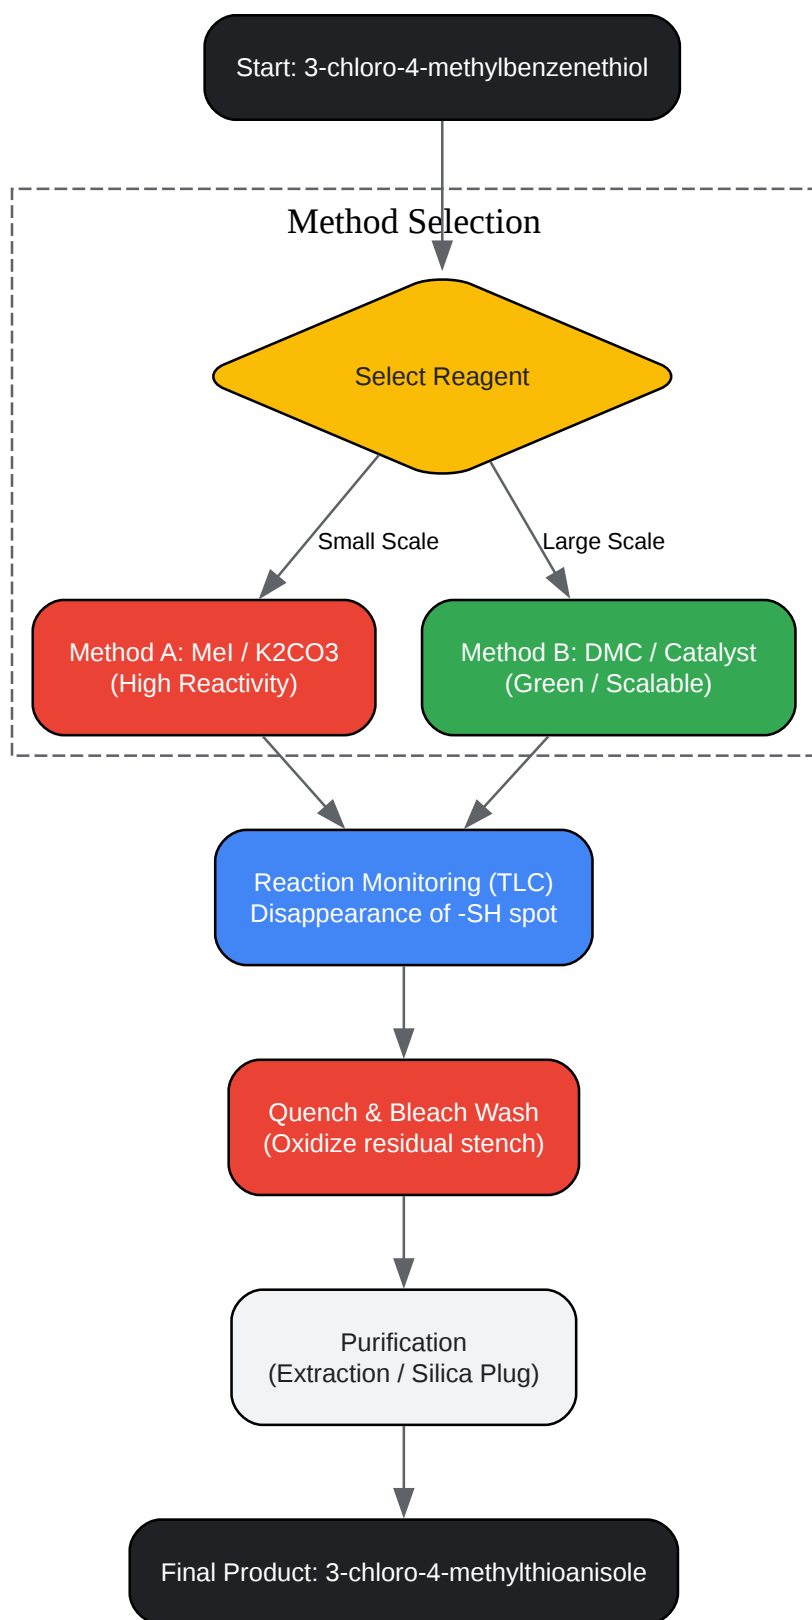 Start: 3-chloro-4-methylbenzenethiol
Method Selection
Select Reagent
Small Scale
Large Scale
Method A: MeI / K2CO3
(High Reactivity)
Method B: DMC / Catalyst
(Green / Scalable)
Reaction Monitoring (TLC)
Disappearance of -SH spot
Quench & Bleach Wash
(Oxidize residual stench)
Purification
(Extraction / Silica Plug)
Final Product: 3-chloro-4-methylthioanisole